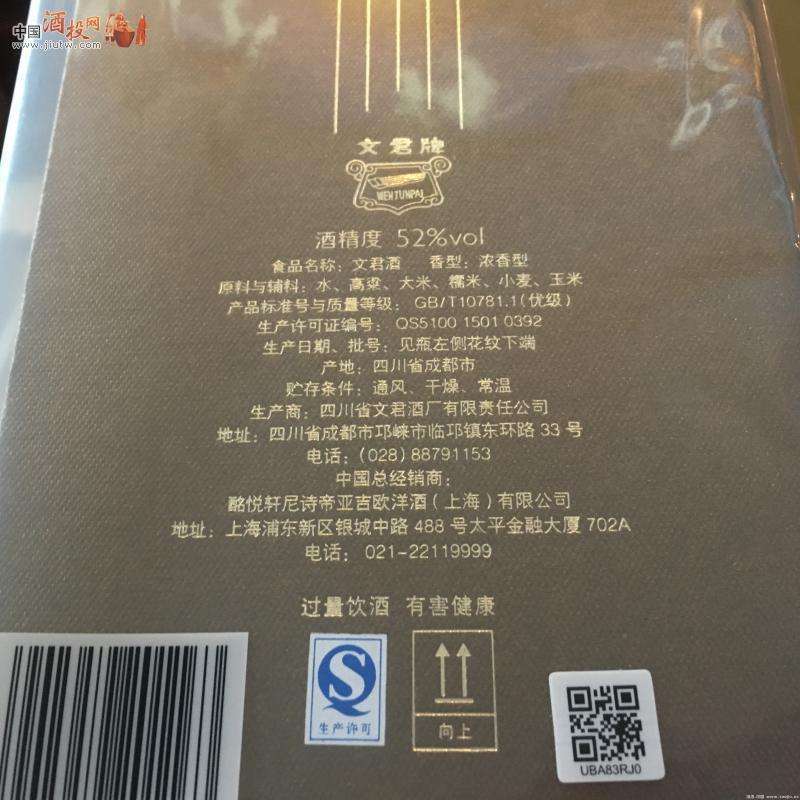 中国酒投网
www.jiutw.com
文君牌
WENJUNPAI
酒精度 52%vol
食品名称：文君酒 香型：浓香型
原料与辅料：水、高粱、大米、糯米、小麦、玉米
产品标准号与质量等级：GB/T10781.1(优级)
生产许可证编号：QS5100 1501 0392
生产日期、批号：见瓶左侧花纹下端
产地：四川省成都市
贮存条件：通风、干燥、常温
生产商：四川省文君酒厂有限责任公司
地址：四川省成都市邛崃市临邛镇东环路 33 号
电话：(028) 88791153
中国总经销商：
酩悦轩尼诗帝亚吉欧洋酒（上海）有限公司
地址：上海浦东新区银城中路 488 号太平金融大厦 702A
电话：021-22119999
过量饮酒 有害健康
生产许可
向上
UBA83RJ0